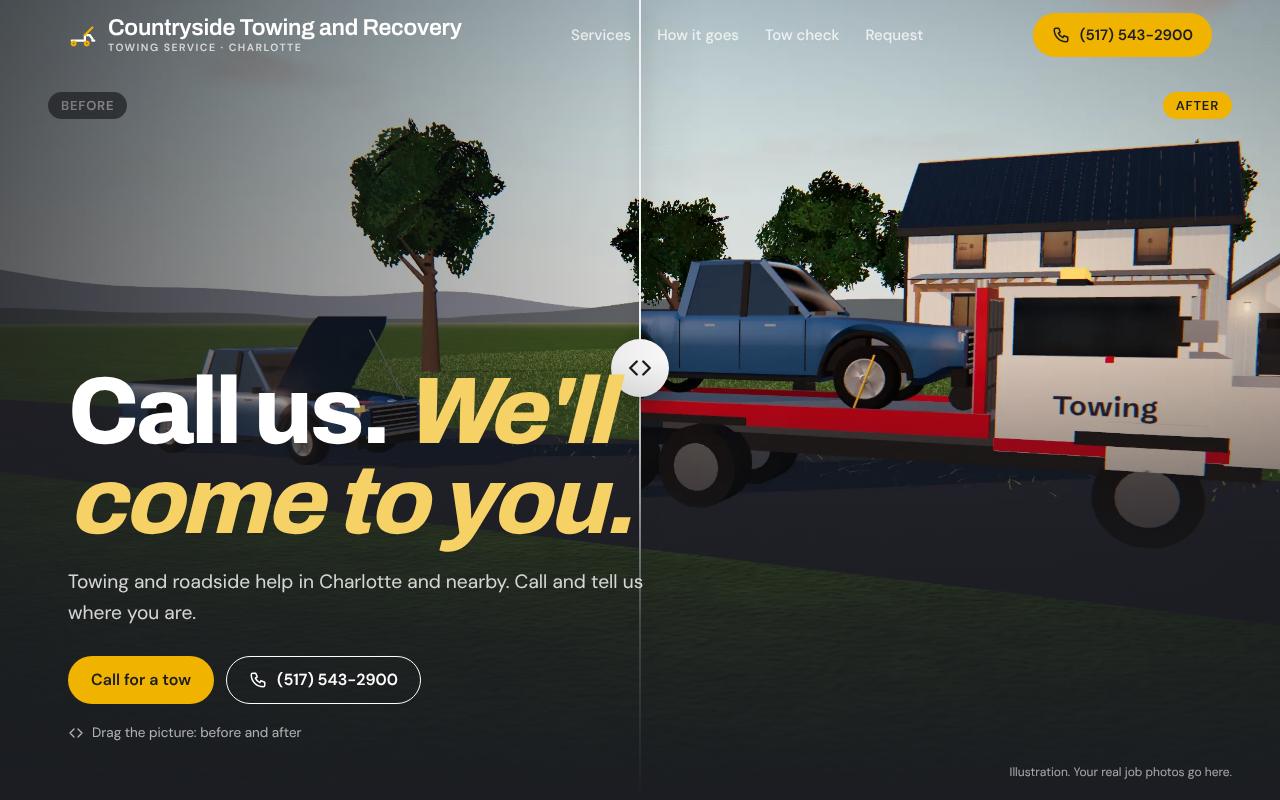 Countryside Towing and Recovery
TOWING SERVICE · CHARLOTTE
Services
How it goes
Tow check
Request
(517) 543-2900
BEFORE
AFTER
Towing
Call us. We'll
come to you.
Towing and roadside help in Charlotte and nearby. Call and tell us
where you are.
Call for a tow
(517) 543-2900
Drag the picture: before and after
Illustration. Your real job photos go here.